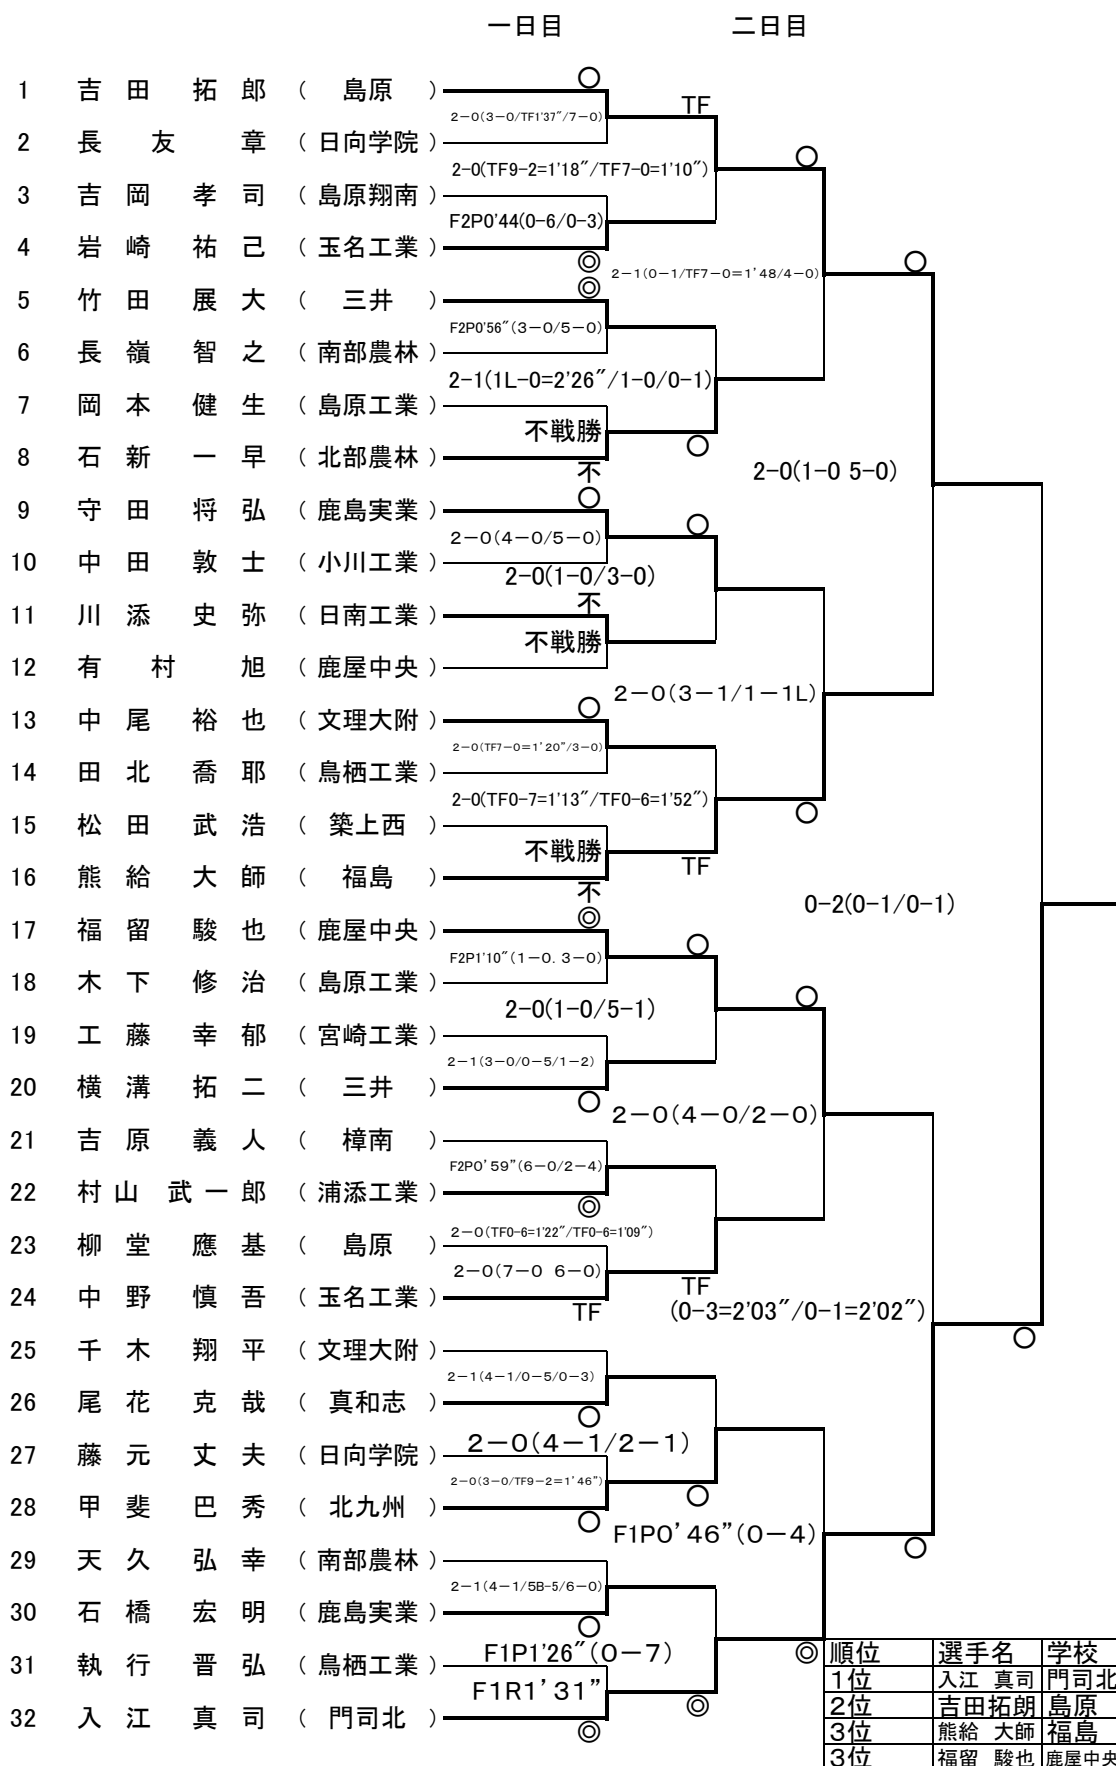 一日目 二日目
1 吉田 拓郎 ( 島原 ) ○
2-0(3-0/TF1'37"/7-0) TF
2 長友 章 ( 日向学院 ) ○
2-0(TF9-2=1'18"/TF7-0=1'10")
3 吉岡 孝司 ( 島原翔南 )
F2P0'44(0-6/0-3)
4 岩崎 祐己 ( 玉名工業 ) ◎ ○
2-1(0-1/TF7-0=1'48/4-0)
5 竹田 展大 ( 三井 ) ◎
F2P0'56"(3-0/5-0)
6 長嶺 智之 ( 南部農林 )
2-1(1L-0=2'26"/1-0/0-1)
7 岡本 健生 ( 島原工業 )
不戦勝 ○
8 石新 一早 ( 北部農林 ) 不
2-0(1-0 5-0)
9 守田 将弘 ( 鹿島実業 ) ○ ○
2-0(4-0/5-0)
10 中田 敦士 ( 小川工業 )
2-0(1-0/3-0)
11 川添 史弥 ( 日南工業 ) 不
不戦勝
12 有村 旭 ( 鹿屋中央 )
2-0(3-1/1-1L)
13 中尾 裕也 ( 文理大附 ) ○
2-0(TF7-0=1'20"/3-0)
14 田北 喬耶 ( 鳥栖工業 )
2-0(TF0-7=1'13"/TF0-6=1'52") ○
15 松田 武浩 ( 築上西 )
不戦勝 TF
16 熊給 大師 ( 福島 ) 不
0-2(0-1/0-1)
17 福留 駿也 ( 鹿屋中央 ) ◎ ○
F2P1'10"(1-0.3-0)
18 木下 修治 ( 島原工業 ) ○
2-0(1-0/5-1)
19 工藤 幸郁 ( 宮崎工業 )
2-1(3-0/0-5/1-2)
20 横溝 拓二 ( 三井 ) ○
2-0(4-0/2-0)
21 吉原 義人 ( 樟南 )
F2P0'59"(6-0/2-4)
22 村山 武一郎 ( 浦添工業 ) ◎
2-0(TF0-6=1'22"/TF0-6=1'09")
23 柳堂 應基 ( 島原 )
2-0(7-0 6-0) TF
24 中野 慎吾 ( 玉名工業 ) TF
(0-3=2'03"/0-1=2'02") ○
25 千木 翔平 ( 文理大附 )
2-1(4-1/0-5/0-3)
26 尾花 克哉 ( 真和志 ) ○
2-0(4-1/2-1)
27 藤元 丈夫 ( 日向学院 )
2-0(3-0/TF9-2=1'46") ○
28 甲斐 巴秀 ( 北九州 ) ○
F1P0'46"(0-4) ○
29 天久 弘幸 ( 南部農林 )
2-1(4-1/5B-5/6-0)
30 石橋 宏明 ( 鹿島実業 ) ○
F1P1'26"(0-7) ◎
31 執行 晋弘 ( 鳥栖工業 )
F1R1'31" ◎
32 入江 真司 ( 門司北 ) ◎
順位 選手名 学校
1位 入江 真司 門司北
2位 吉田拓朗 島原
3位 熊給 大師 福島
3位 福留 駿也 鹿屋中央